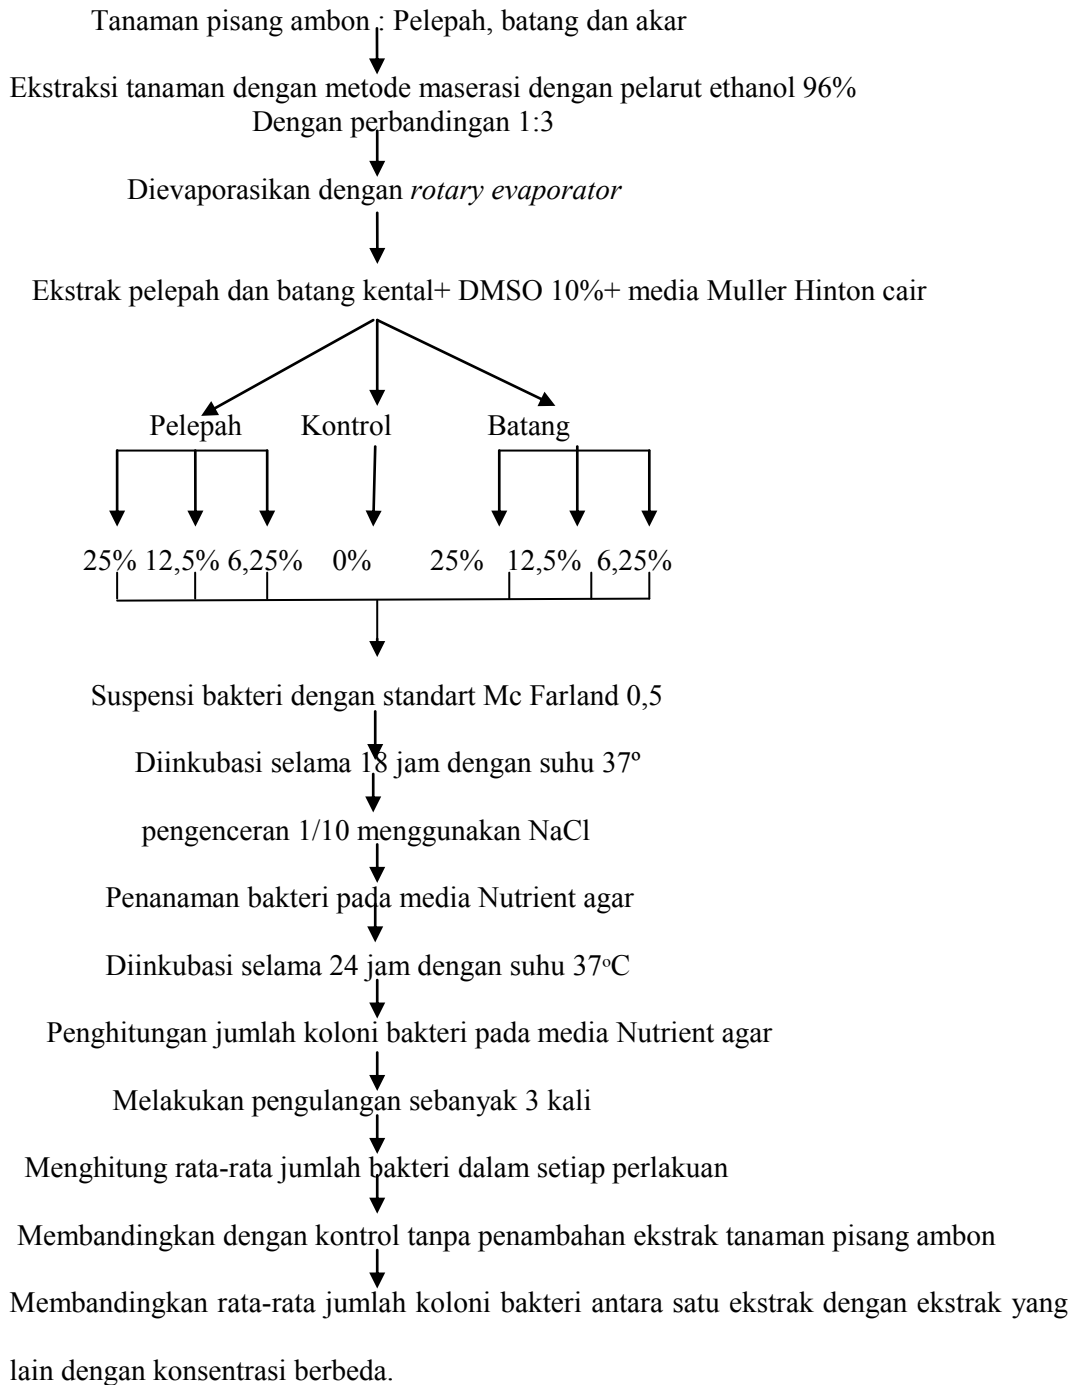 Tanaman pisang ambon : Pelepah, batang dan akar
Ekstraksi tanaman dengan metode maserasi dengan pelarut ethanol 96%
Dengan perbandingan 1:3
Dievaporasikan dengan rotary evaporator
Ekstrak pelepah dan batang kental+ DMSO 10%+ media Muller Hinton cair
Pelepah Kontrol Batang
25% 12,5% 6,25% 0% 25% 12,5% 6,25%
Suspensi bakteri dengan standart Mc Farland 0,5
Diinkubasi selama 18 jam dengan suhu 37º
pengenceran 1/10 menggunakan NaCl
Penanaman bakteri pada media Nutrient agar
Diinkubasi selama 24 jam dengan suhu 37°C
Penghitungan jumlah koloni bakteri pada media Nutrient agar
Melakukan pengulangan sebanyak 3 kali
Menghitung rata-rata jumlah bakteri dalam setiap perlakuan
Membandingkan dengan kontrol tanpa penambahan ekstrak tanaman pisang ambon
Membandingkan rata-rata jumlah koloni bakteri antara satu ekstrak dengan ekstrak yang
lain dengan konsentrasi berbeda.